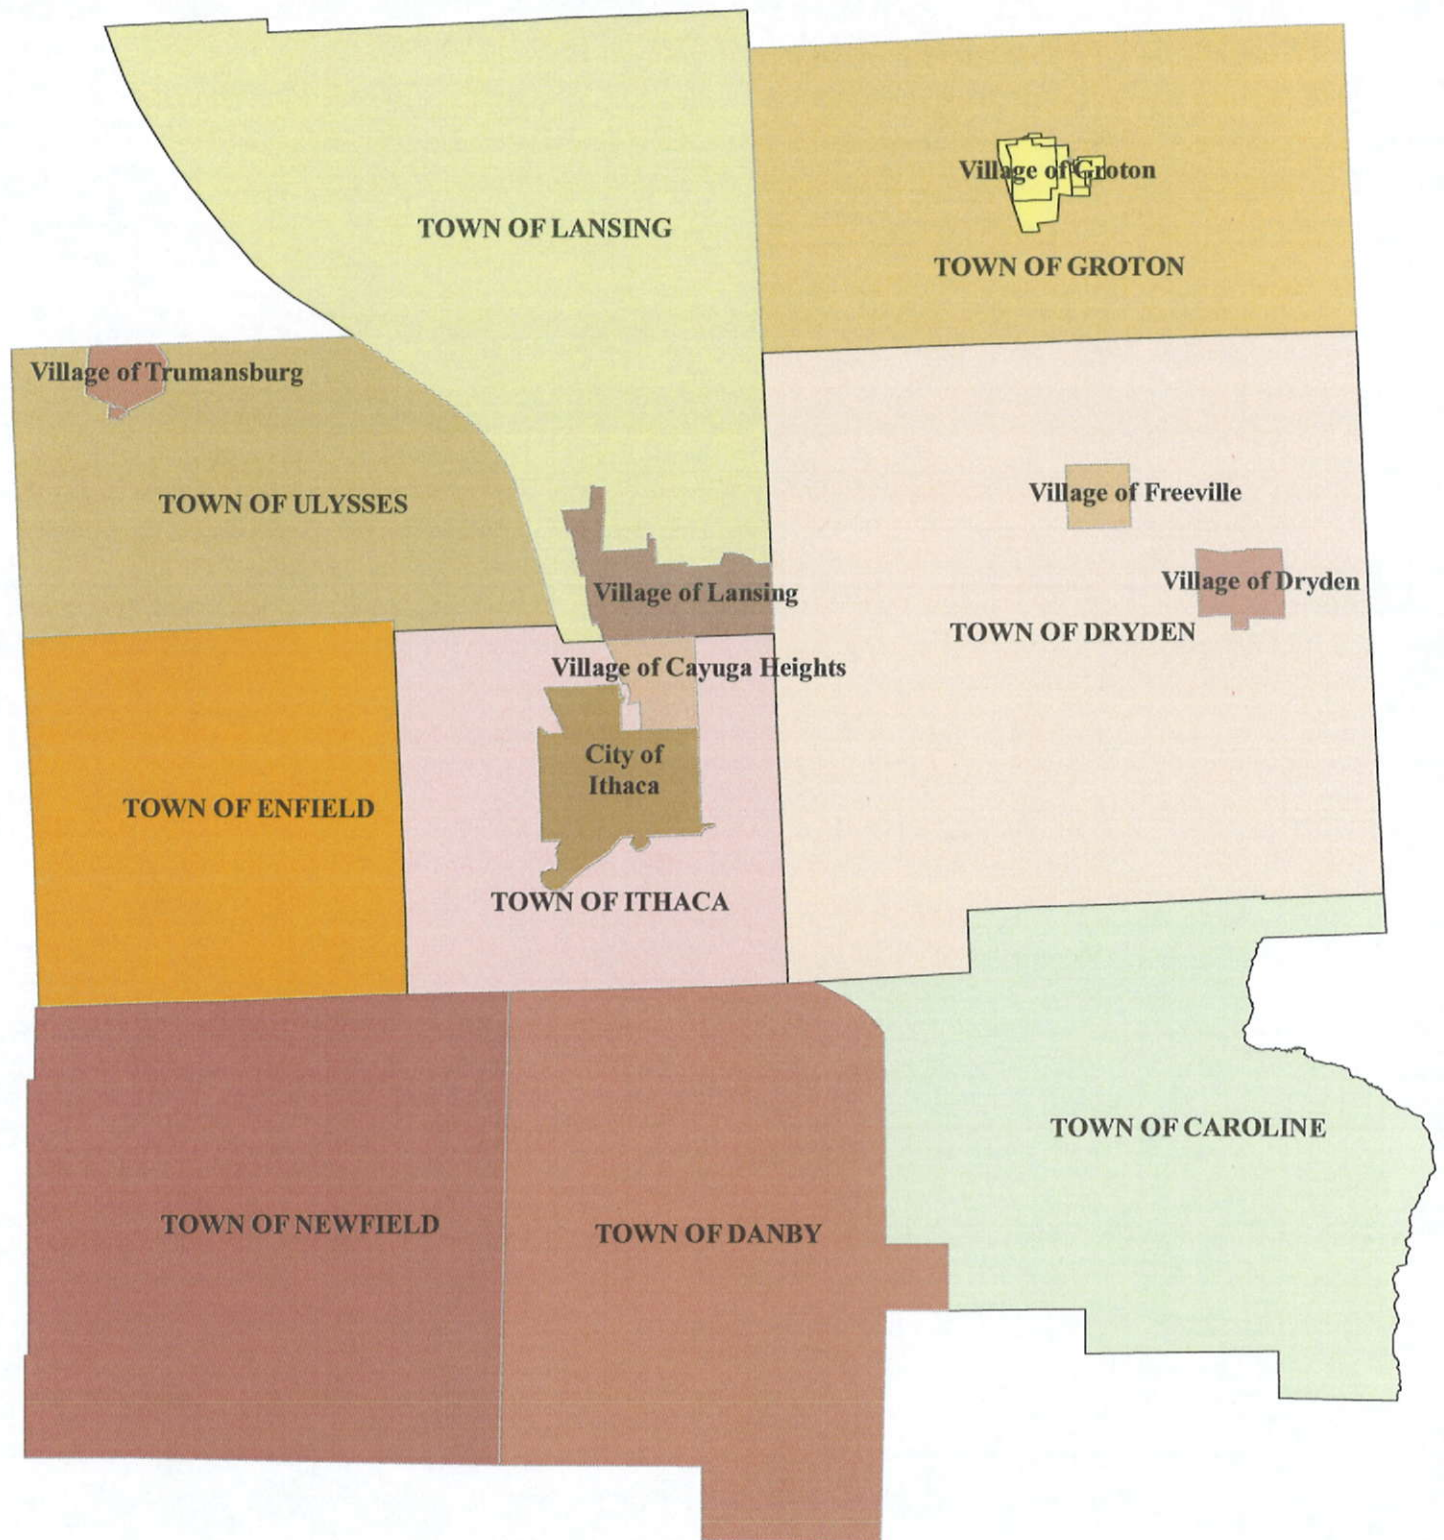 Village of Groton
TOWN OF LANSING
TOWN OF GROTON
Village of Trumansburg
TOWN OF ULYSSES
Village of Freeville
Village of Dryden
Village of Lansing
TOWN OF DRYDEN
Village of Cayuga Heights
City of
Ithaca
TOWN OF ENFIELD
TOWN OF ITHACA
TOWN OF CAROLINE
TOWN OF NEWFIELD
TOWN OF DANBY